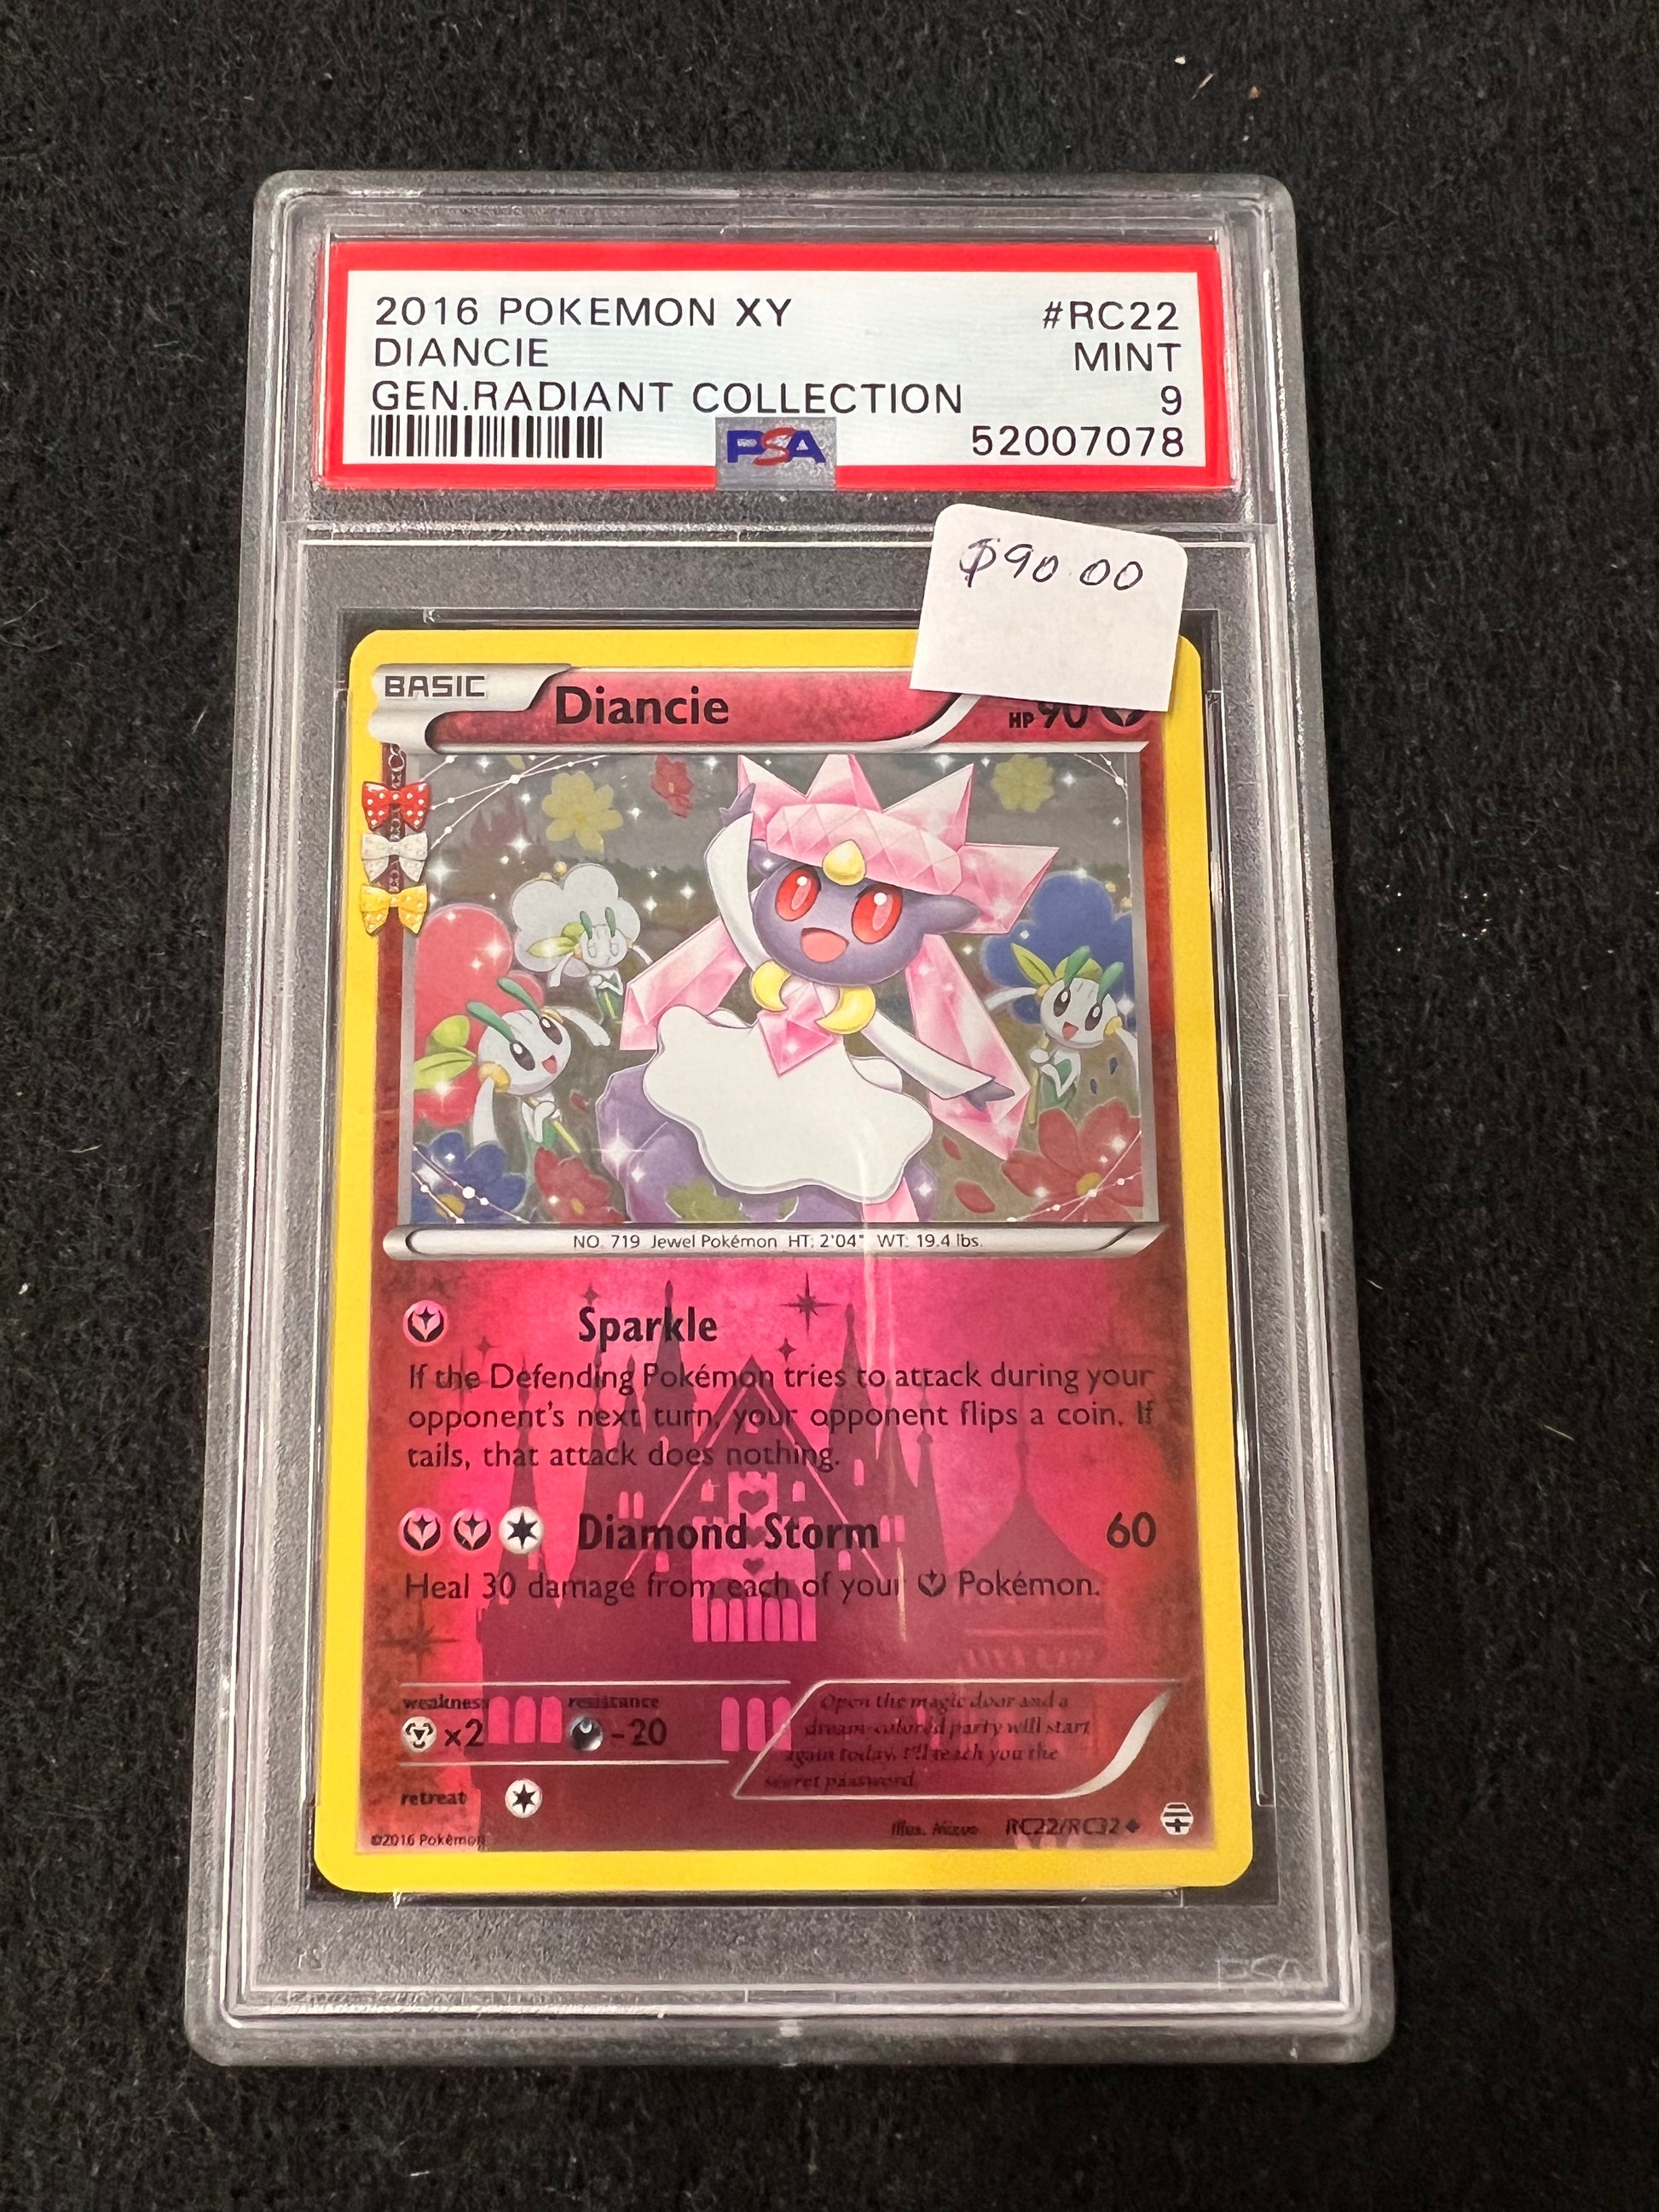 2016 POKEMON XY #RC22
DIANCIE MINT
GEN.RADIANT COLLECTION 9
PSA 52007078
$90.00
BASIC Diancie HP 90
NO. 719 Jewel Pokémon HT: 2'04" WT: 19.4 lbs.
Sparkle
If the Defending Pokémon tries to attack during your
opponent's next turn, your opponent flips a coin. If
tails, that attack does nothing.
Diamond Storm 60
Heal 30 damage from each of your Pokémon.
weakness resistance
×2 -20
Open the magic door and a
dream-colored party will start
again today. I'll teach you the
secret password.
retreat
Illus. Mizue RC22/RC32
©2016 Pokémon
PSA